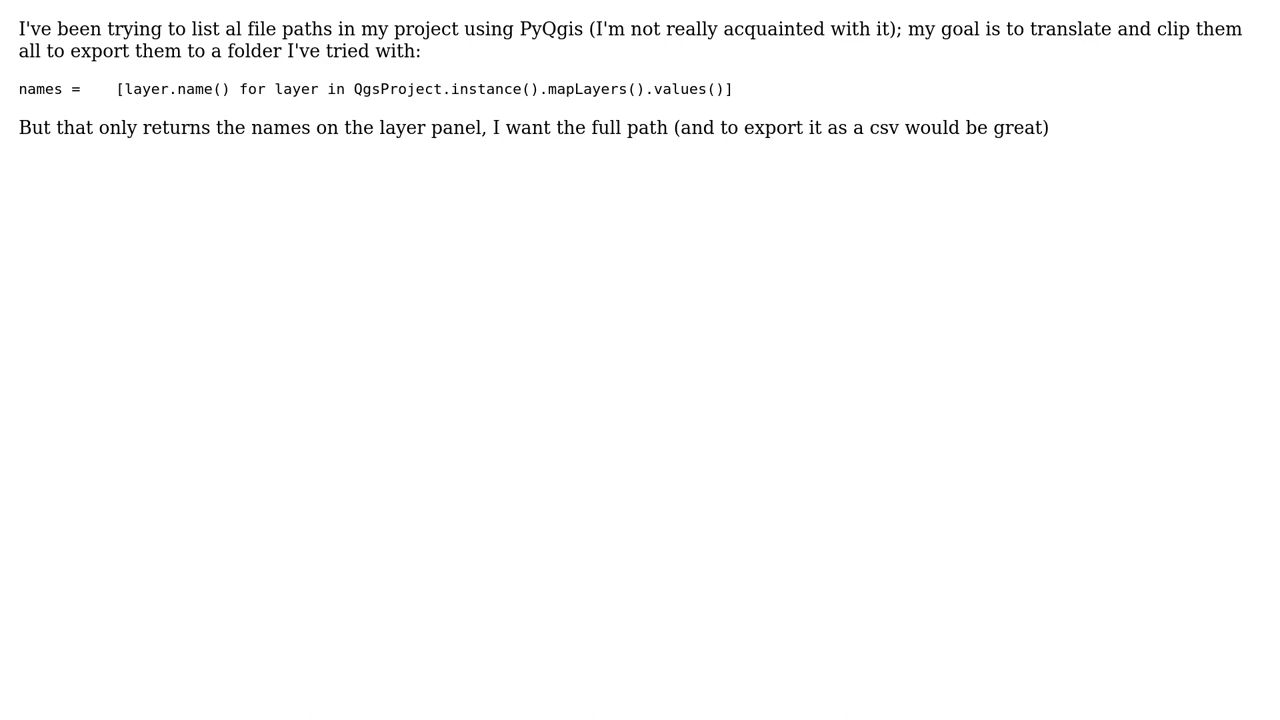 I've been trying to list al file paths in my project using PyQgis (I'm not really acquainted with it); my goal is to translate and clip them
all to export them to a folder I've tried with:
names =    [layer.name() for layer in QgsProject.instance().mapLayers().values()]
But that only returns the names on the layer panel, I want the full path (and to export it as a csv would be great)